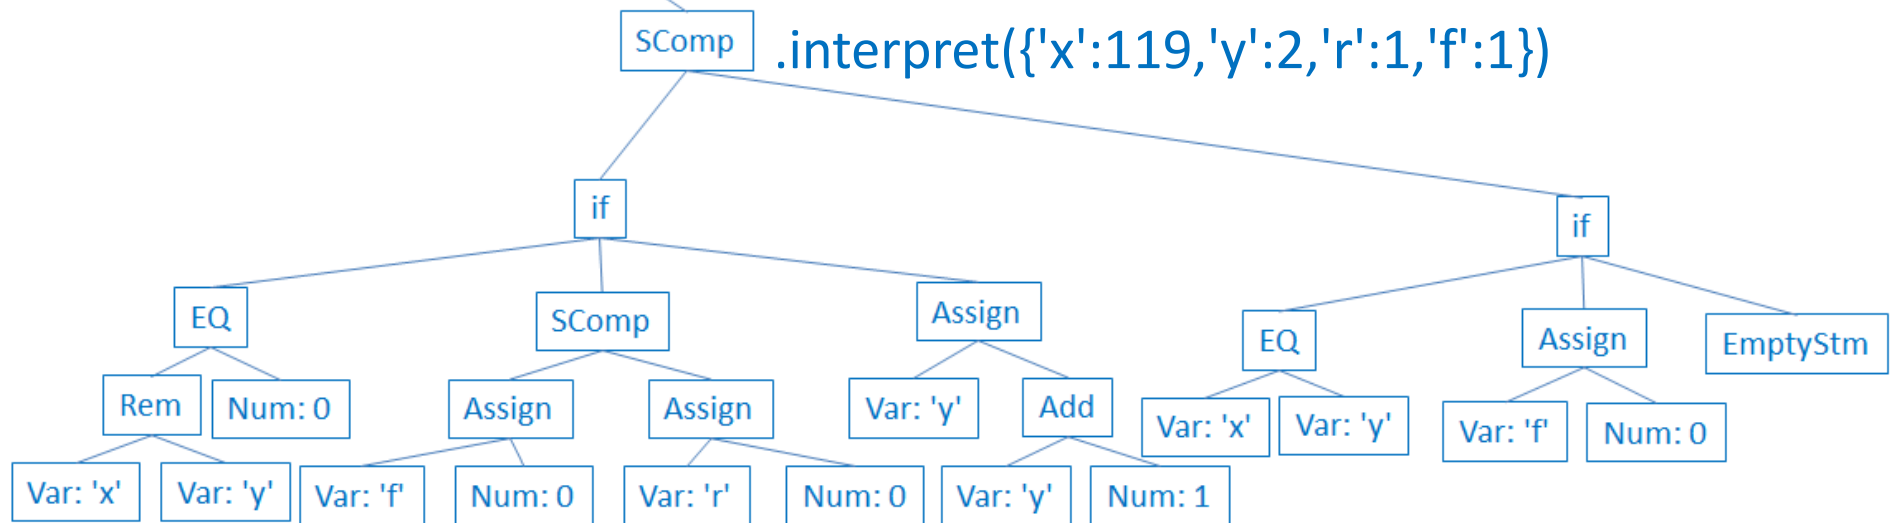 SComp .interpret({'x':119,'y':2,'r':1,'f':1})
if
if
EQ
SComp
Assign
EQ
Assign
EmptyStm
Rem
Num: 0
Assign
Assign
Var: 'y'
Add
Var: 'x'
Var: 'y'
Var: 'f'
Num: 0
Var: 'x'
Var: 'y'
Var: 'f'
Num: 0
Var: 'r'
Num: 0
Var: 'y'
Num: 1